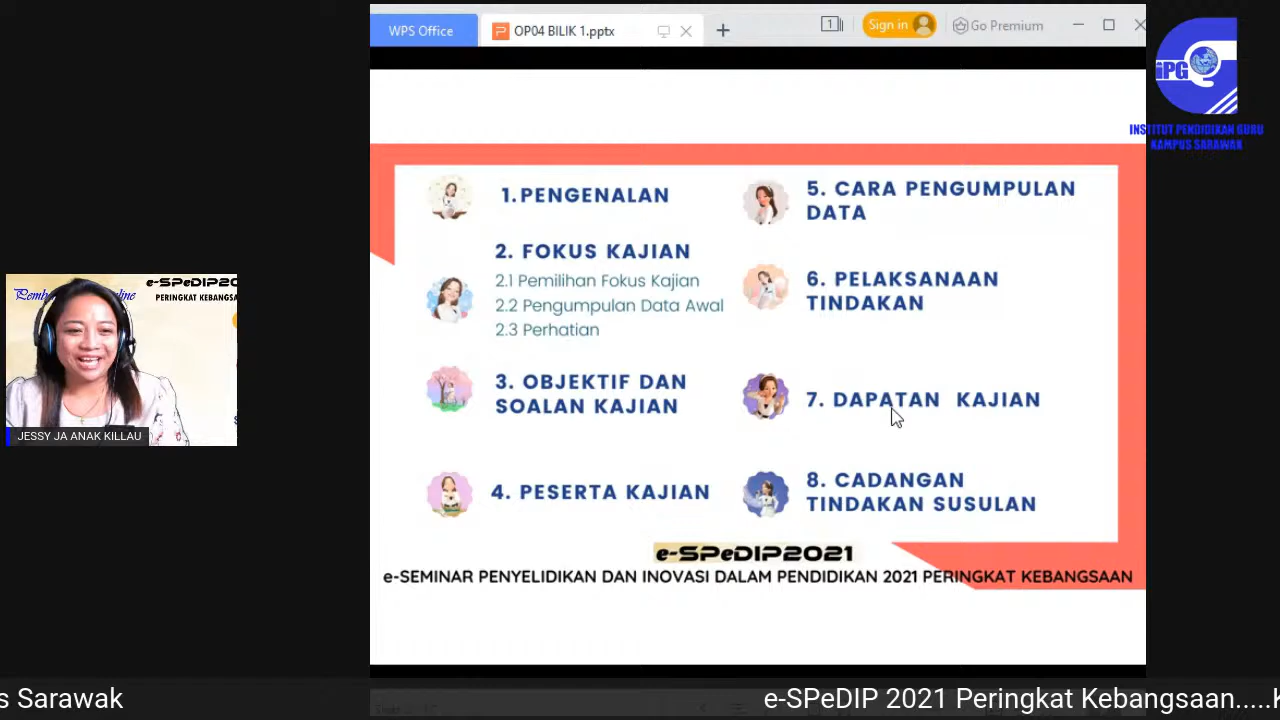 WPS Office
OP04 BILIK 1.pptx
1
Sign in
Go Premium
iPG
INSTITUT PENDIDIKAN GURU
KAMPUS SARAWAK
1.PENGENALAN
2. FOKUS KAJIAN
2.1 Pemilihan Fokus Kajian
2.2 Pengumpulan Data Awal
2.3 Perhatian
3. OBJEKTIF DAN
SOALAN KAJIAN
4. PESERTA KAJIAN
5. CARA PENGUMPULAN
DATA
6. PELAKSANAAN
TINDAKAN
7. DAPATAN KAJIAN
8. CADANGAN
TINDAKAN SUSULAN
e-SPeDIP2021
e-SEMINAR PENYELIDIKAN DAN INOVASI DALAM PENDIDIKAN 2021 PERINGKAT KEBANGSAAN
e-SPeDIP20
PERINGKAT KEBANGSA
JESSY JA ANAK KILLAU
s Sarawak
e-SPeDIP 2021 Peringkat Kebangsaan.....K